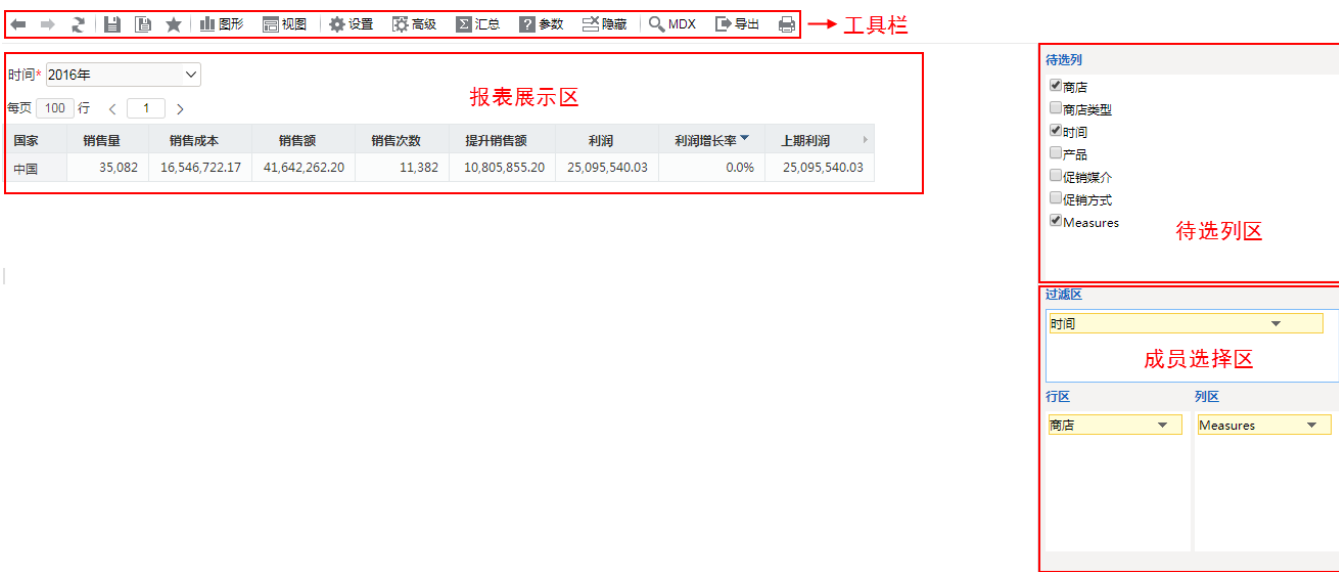 图形 视图 设置 高级 汇总 参数 隐藏 MDX 导出 工具栏
时间* 2016年
每页 100 行 < 1 >
报表展示区
国家 销售量 销售成本 销售额 销售次数 提升销售额 利润 利润增长率 上期利润
中国 35,082 16,546,722.17 41,642,262.20 11,382 10,805,855.20 25,095,540.03 0.0% 25,095,540.03
待选列
商店
商店类型
时间
产品
促销媒介
促销方式
Measures
待选列区
过滤区
时间
成员选择区
行区 列区
商店 Measures